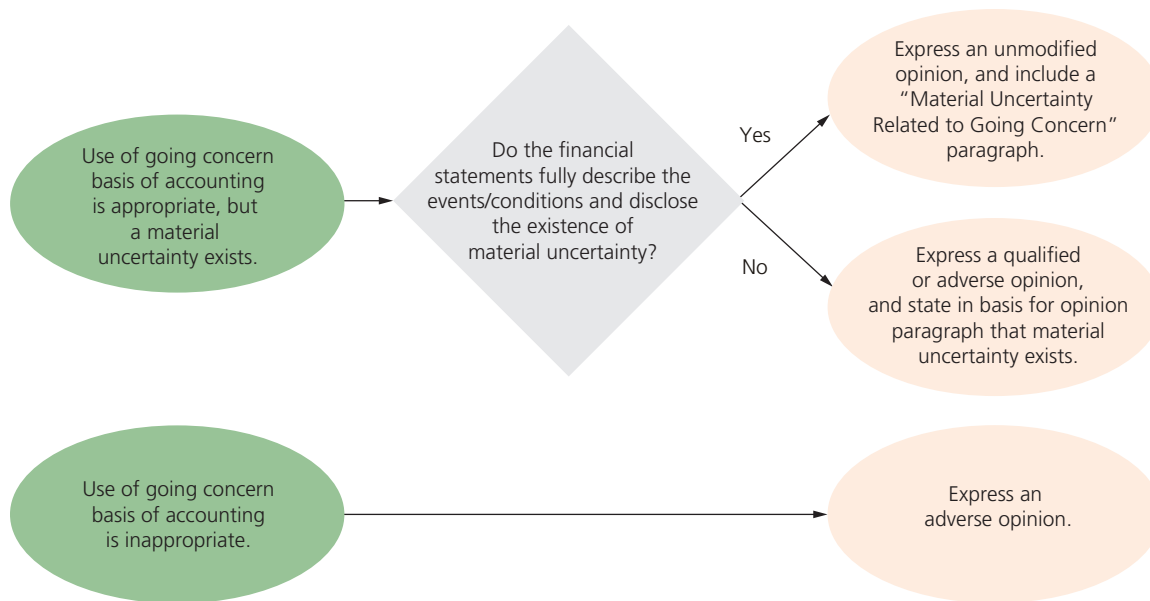 Use of going concern
basis of accounting
is appropriate, but
a material
uncertainty exists.
Do the financial
statements fully describe the
events/conditions and disclose
the existence of
material uncertainty?
Yes
Express an unmodified
opinion, and include a
“Material Uncertainty
Related to Going Concern”
paragraph.
No
Express a qualified
or adverse opinion,
and state in basis for opinion
paragraph that material
uncertainty exists.
Use of going concern
basis of accounting
is inappropriate.
Express an
adverse opinion.